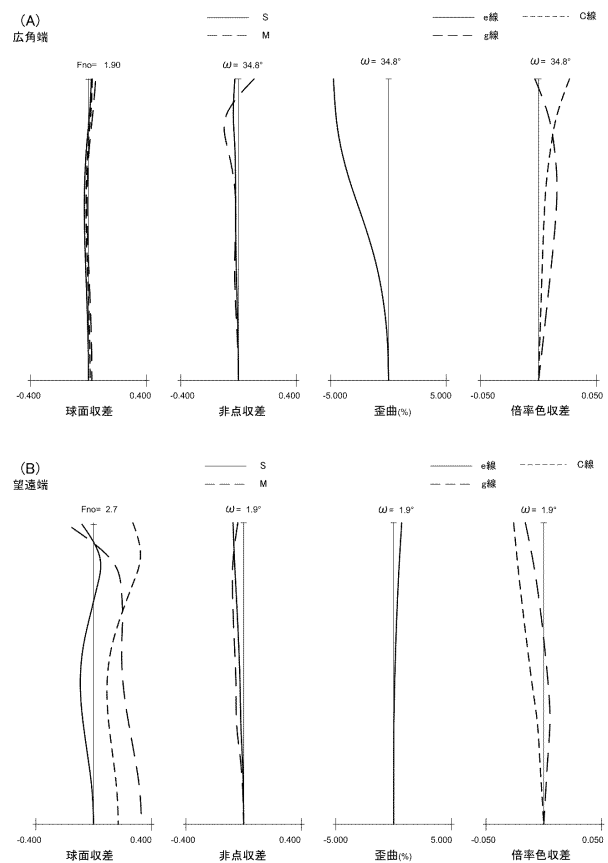 (A)
広角端
S
M
e線
g線
C線
Fno= 1.90
ω= 34.8°
ω= 34.8°
ω= 34.8°
-0.400 0.400
球面収差
-0.400 0.400
非点収差
-5.000 5.000
歪曲(%)
-0.050 0.050
倍率色収差
(B)
望遠端
S
M
e線
g線
C線
Fno= 2.7
ω= 1.9°
ω= 1.9°
ω= 1.9°
-0.400 0.400
球面収差
-0.400 0.400
非点収差
-5.000 5.000
歪曲(%)
-0.050 0.050
倍率色収差